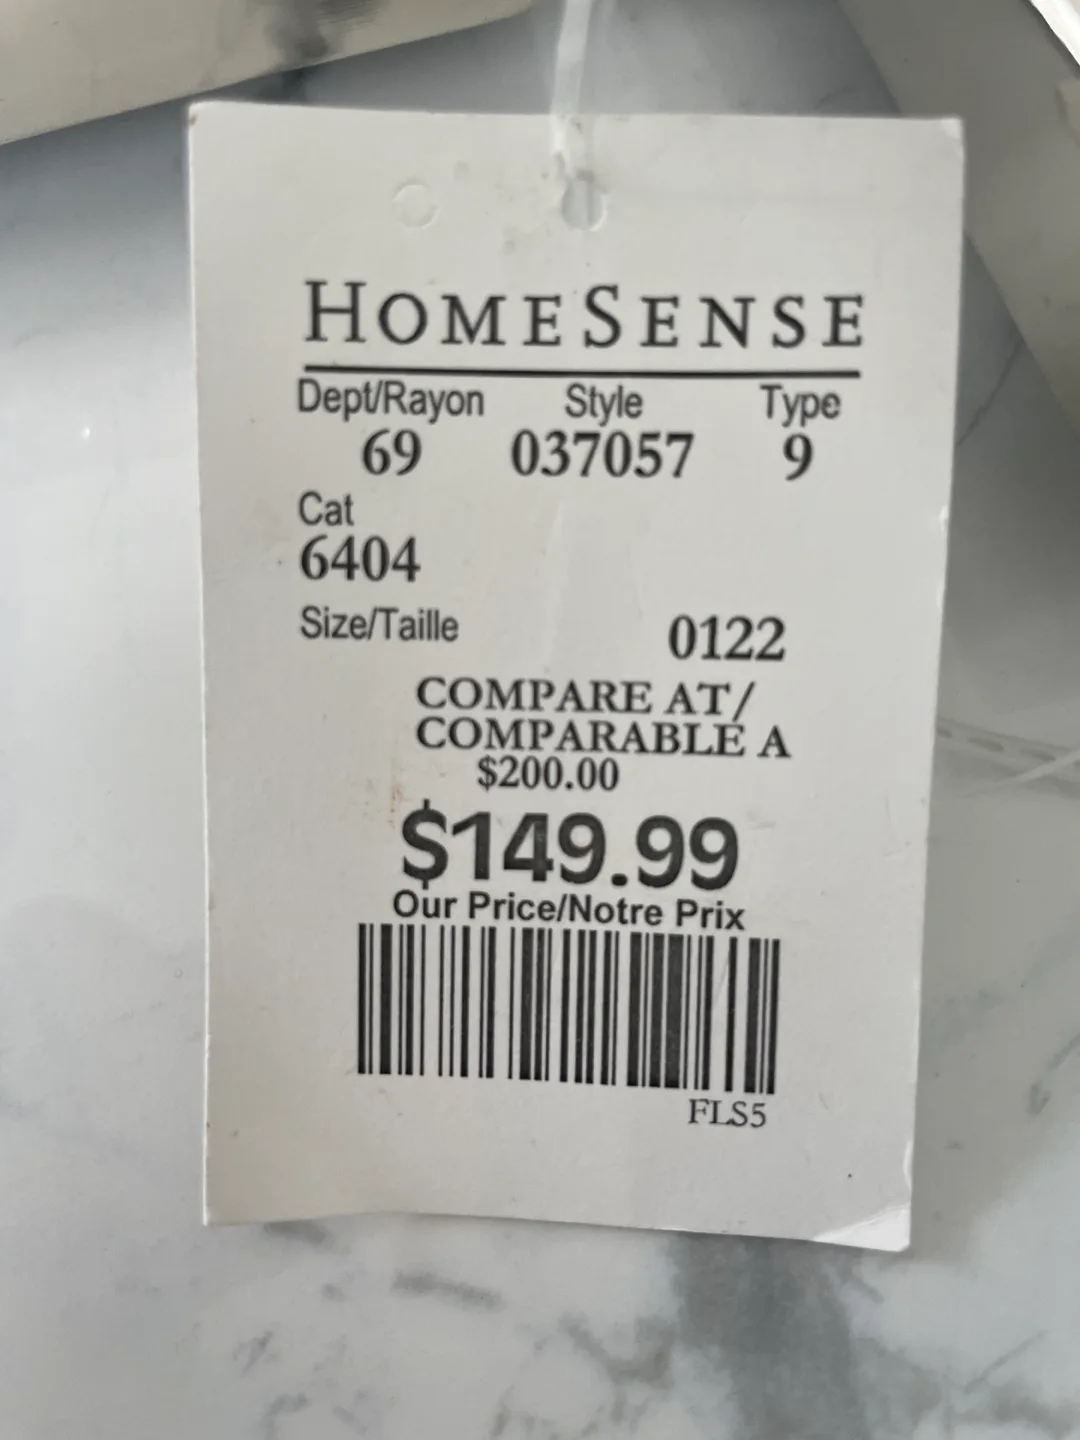 HOMESENSE
Dept/Rayon Style Type
69 037057 9
Cat
6404
Size/Taille 0122
COMPARE AT/
COMPARABLE A
$200.00
$149.99
Our Price/Notre Prix
FLS5